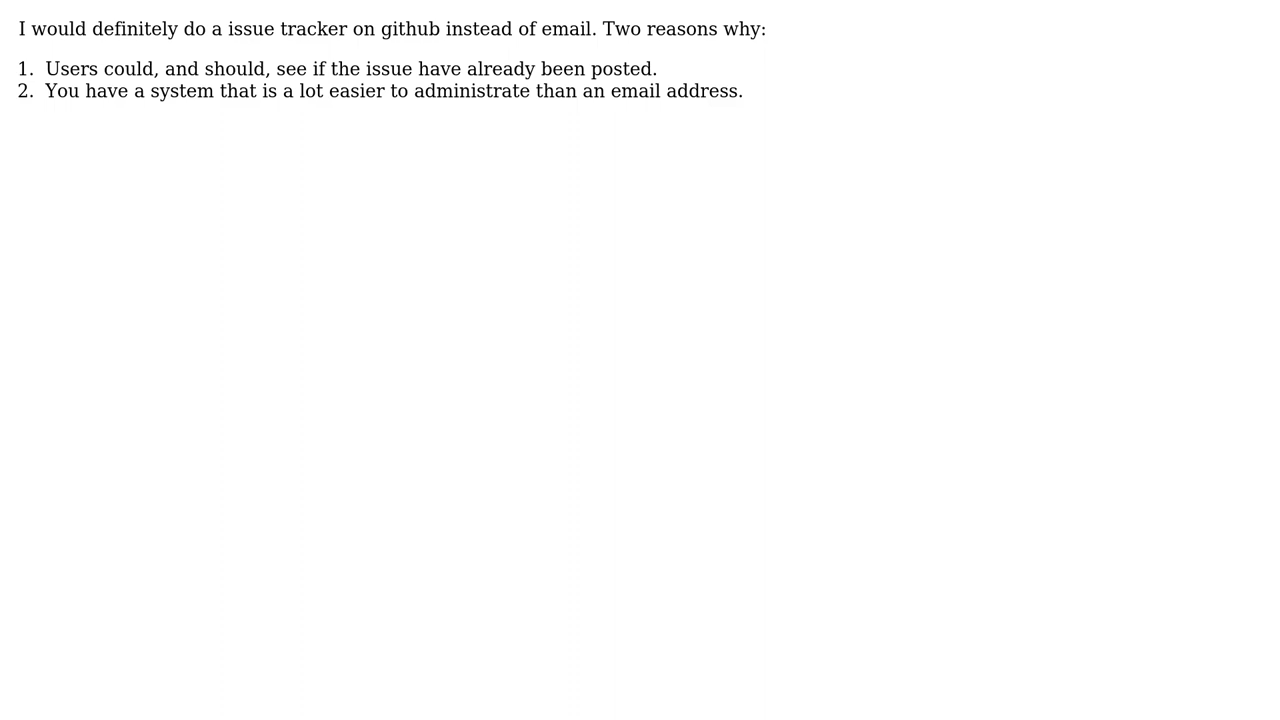 I would definitely do a issue tracker on github instead of email. Two reasons why:
1. Users could, and should, see if the issue have already been posted.
2. You have a system that is a lot easier to administrate than an email address.